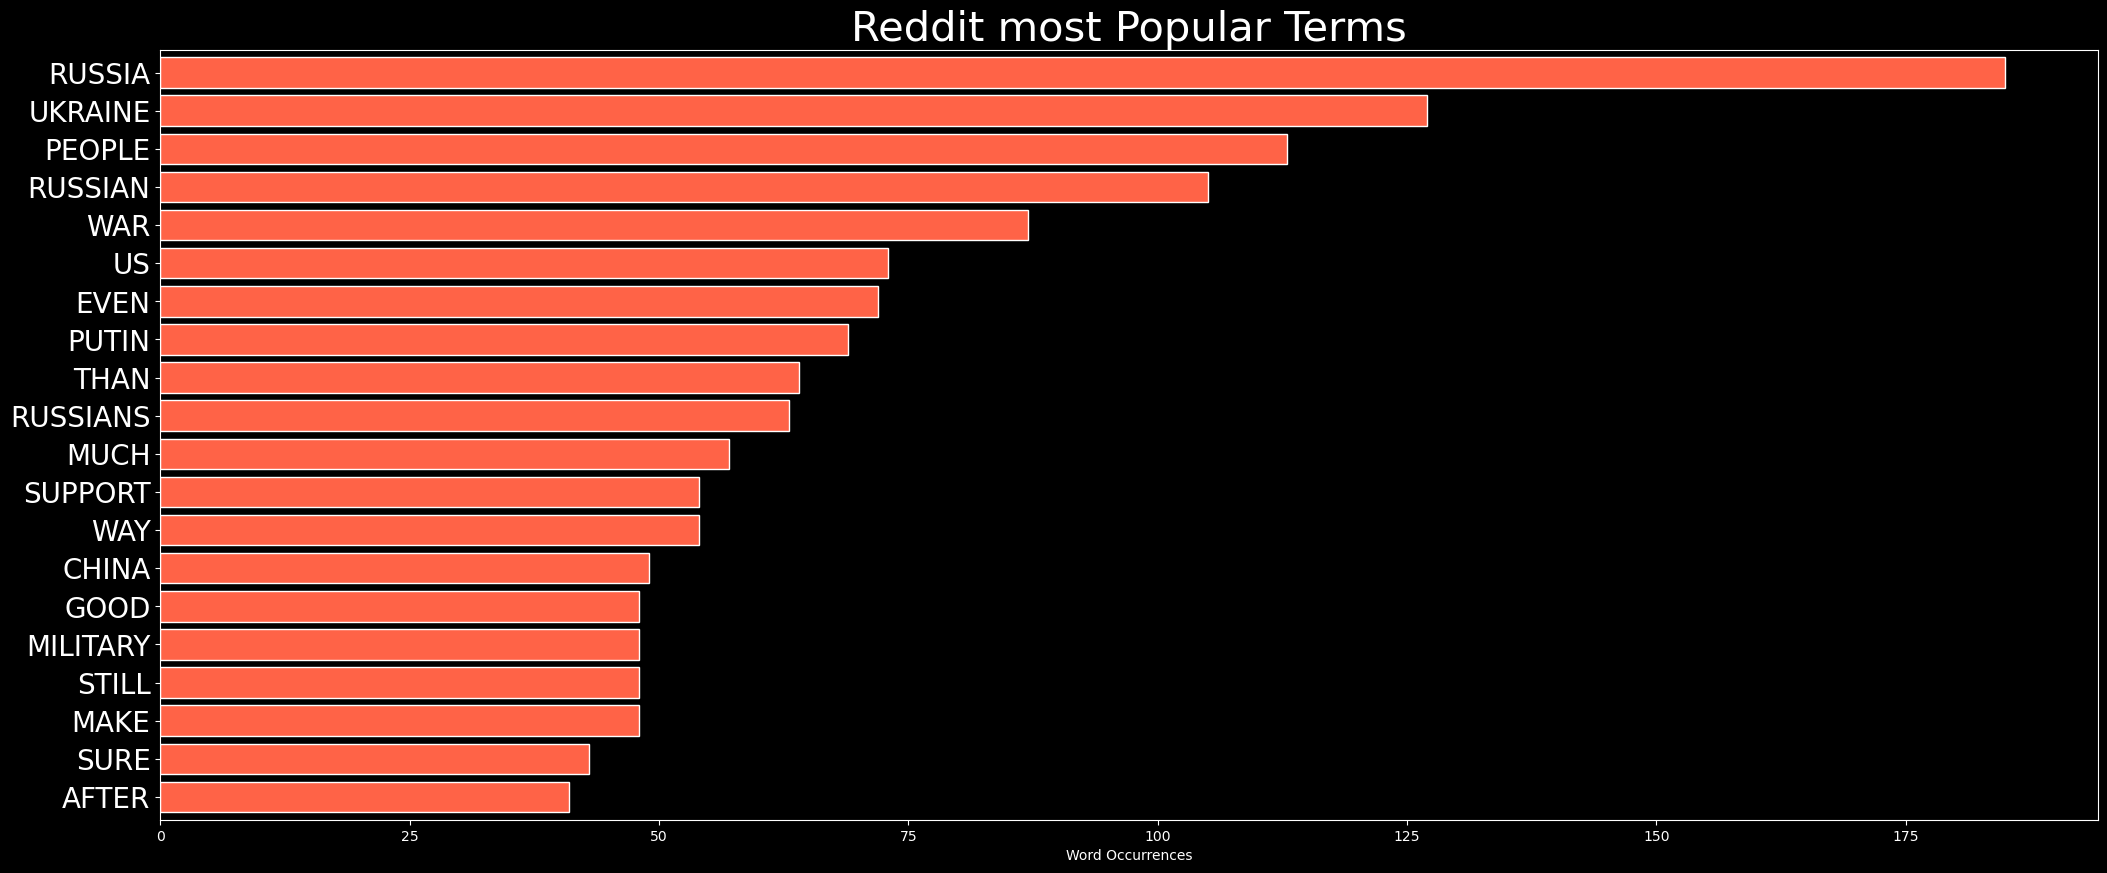 Reddit most Popular Terms
RUSSIA
UKRAINE
PEOPLE
RUSSIAN
WAR
US
EVEN
PUTIN
THAN
RUSSIANS
MUCH
SUPPORT
WAY
CHINA
GOOD
MILITARY
STILL
MAKE
SURE
AFTER
0 25 50 75 100 125 150 175
Word Occurrences